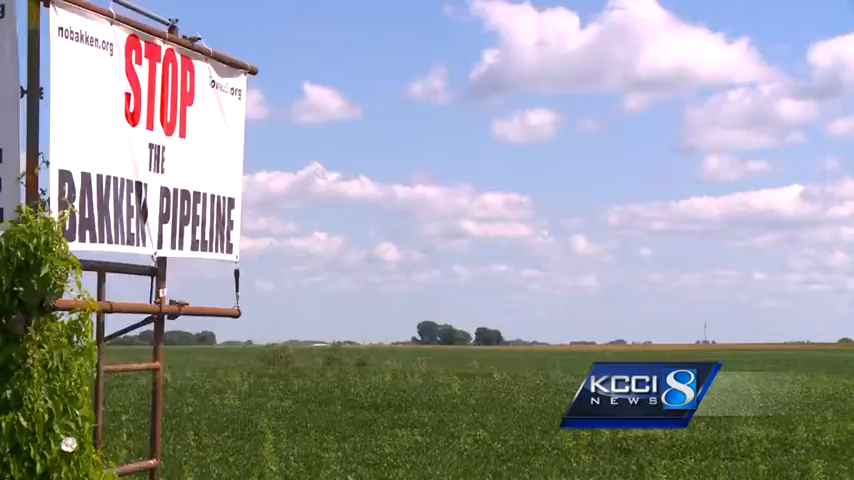 nobakken.org
STOP
THE
BAKKEN PIPELINE
KCCI 8
NEWS